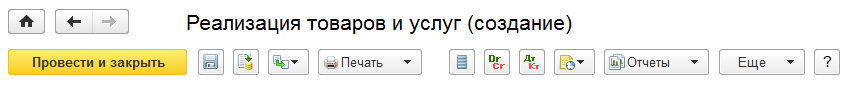 Реализация товаров и услуг (создание)
Провести и закрыть Печать Dr Cr Дт Кт Отчеты Еще ?